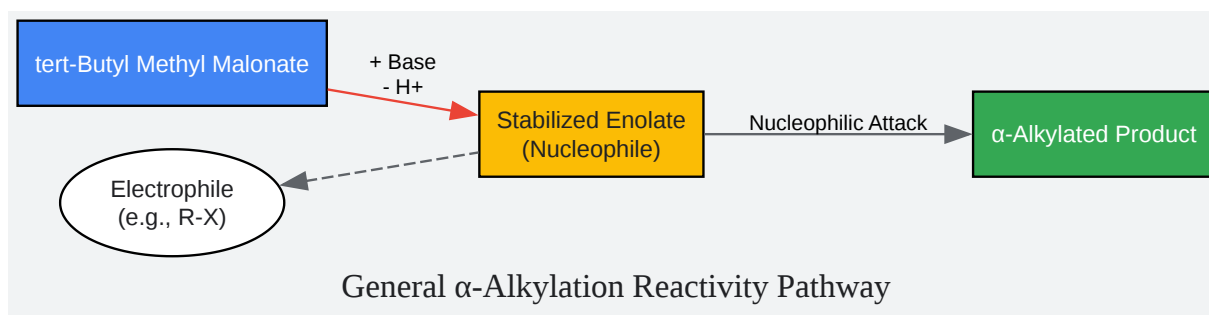 tert-Butyl Methyl Malonate
+ Base
- H+
Stabilized Enolate
(Nucleophile)
Nucleophilic Attack
α-Alkylated Product
Electrophile
(e.g., R-X)
General α-Alkylation Reactivity Pathway